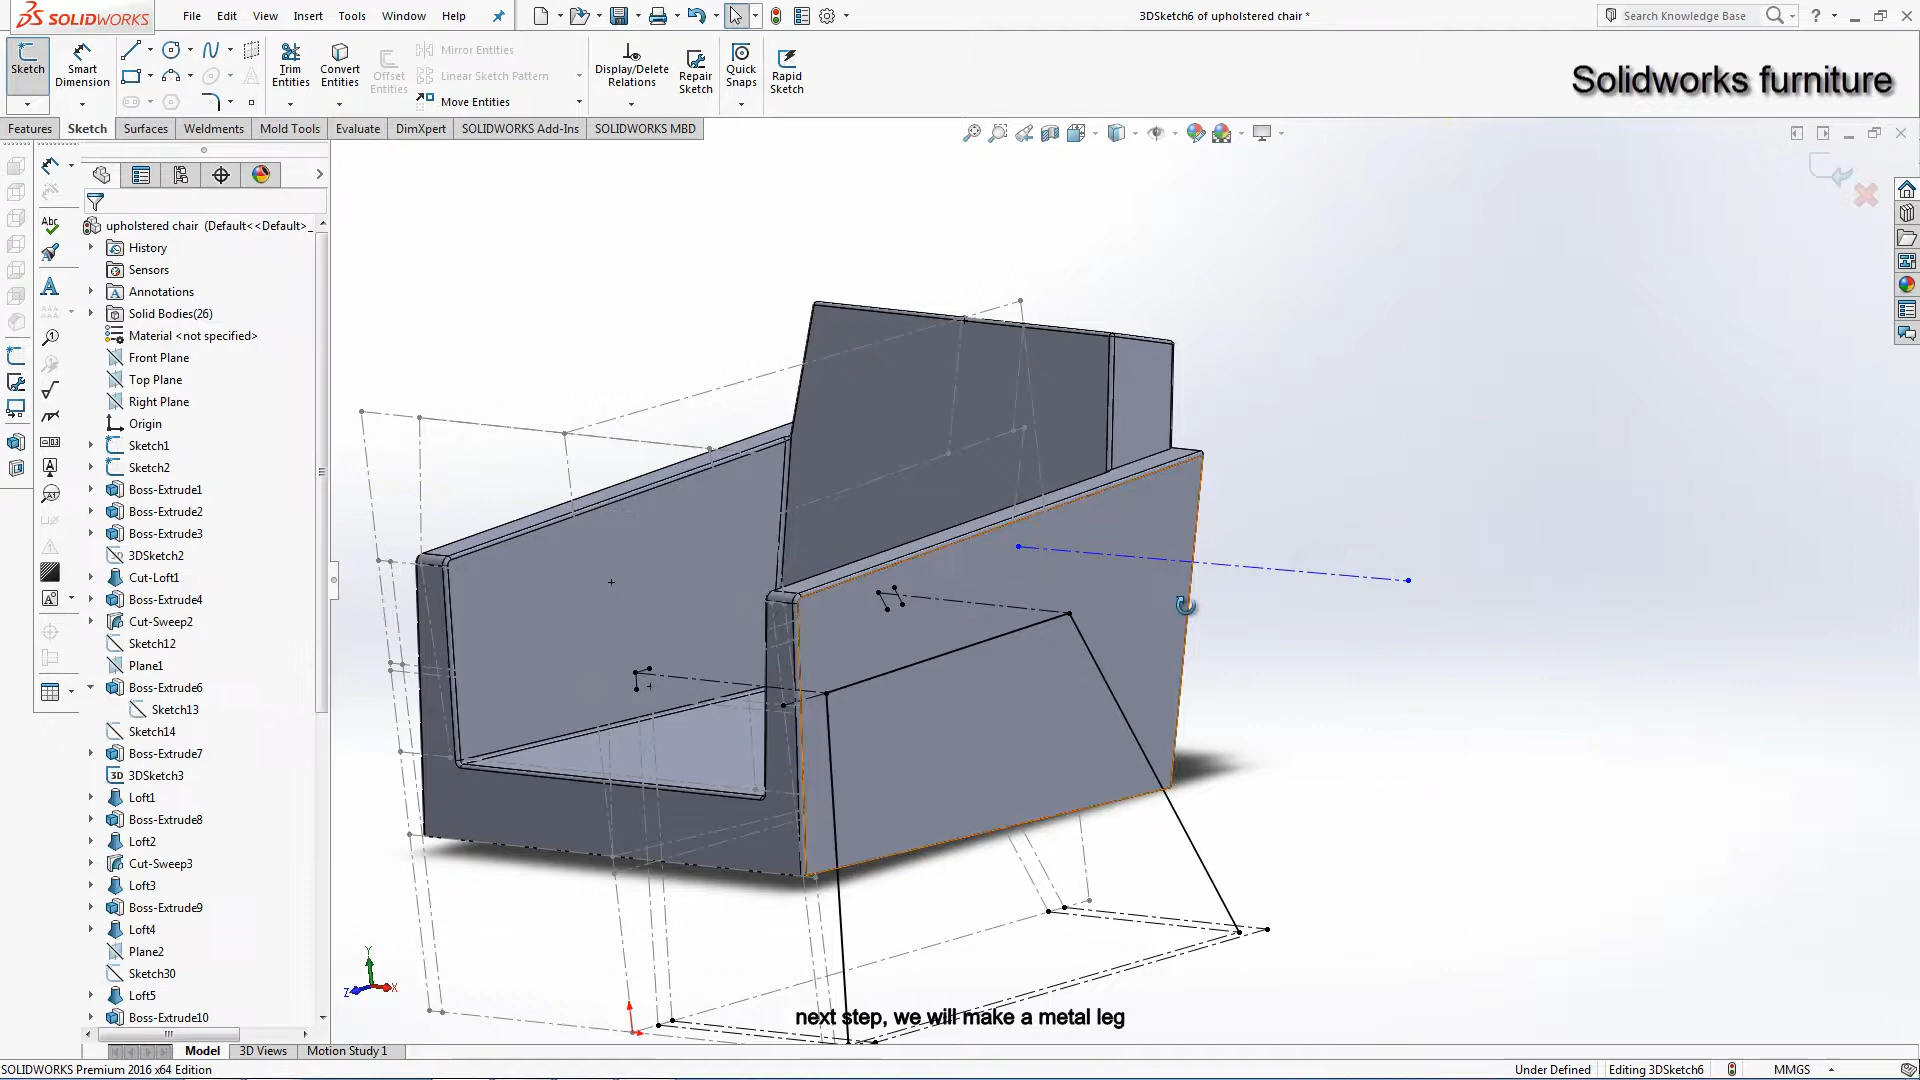 SOLIDWORKS
File Edit View Insert Tools Window Help
3DSketch6 of upholstered chair *
Search Knowledge Base
Sketch
Smart Dimension
Trim Entities
Convert Entities
Offset Entities
Mirror Entities
Linear Sketch Pattern
Move Entities
Display/Delete Relations
Repair Sketch
Quick Snaps
Rapid Sketch
Solidworks furniture
Features Sketch Surfaces Weldments Mold Tools Evaluate DimXpert SOLIDWORKS Add-Ins SOLIDWORKS MBD
upholstered chair (Default<<Default>_
History
Sensors
Annotations
Solid Bodies(26)
Material <not specified>
Front Plane
Top Plane
Right Plane
Origin
Sketch1
Sketch2
Boss-Extrude1
Boss-Extrude2
Boss-Extrude3
3DSketch2
Cut-Loft1
Boss-Extrude4
Cut-Sweep2
Sketch12
Plane1
Boss-Extrude6
Sketch13
Sketch14
Boss-Extrude7
3D 3DSketch3
Loft1
Boss-Extrude8
Loft2
Cut-Sweep3
Loft3
Boss-Extrude9
Loft4
Plane2
Sketch30
Loft5
Boss-Extrude10
Y
Z X
next step, we will make a metal leg
Model 3D Views Motion Study 1
SOLIDWORKS Premium 2016 x64 Edition
Under Defined Editing 3DSketch6 MMGS